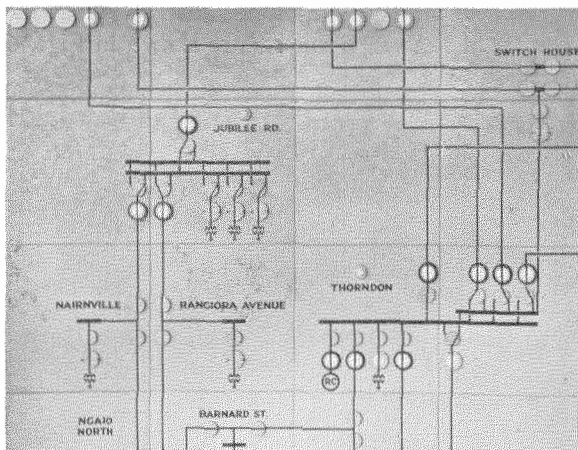 SWITCH HOUSE
JUBILEE RD.
THORNDON
NAIRNVILLE
RANGIORA AVENUE
RC
BARNARD ST.
NGAIO
NORTH